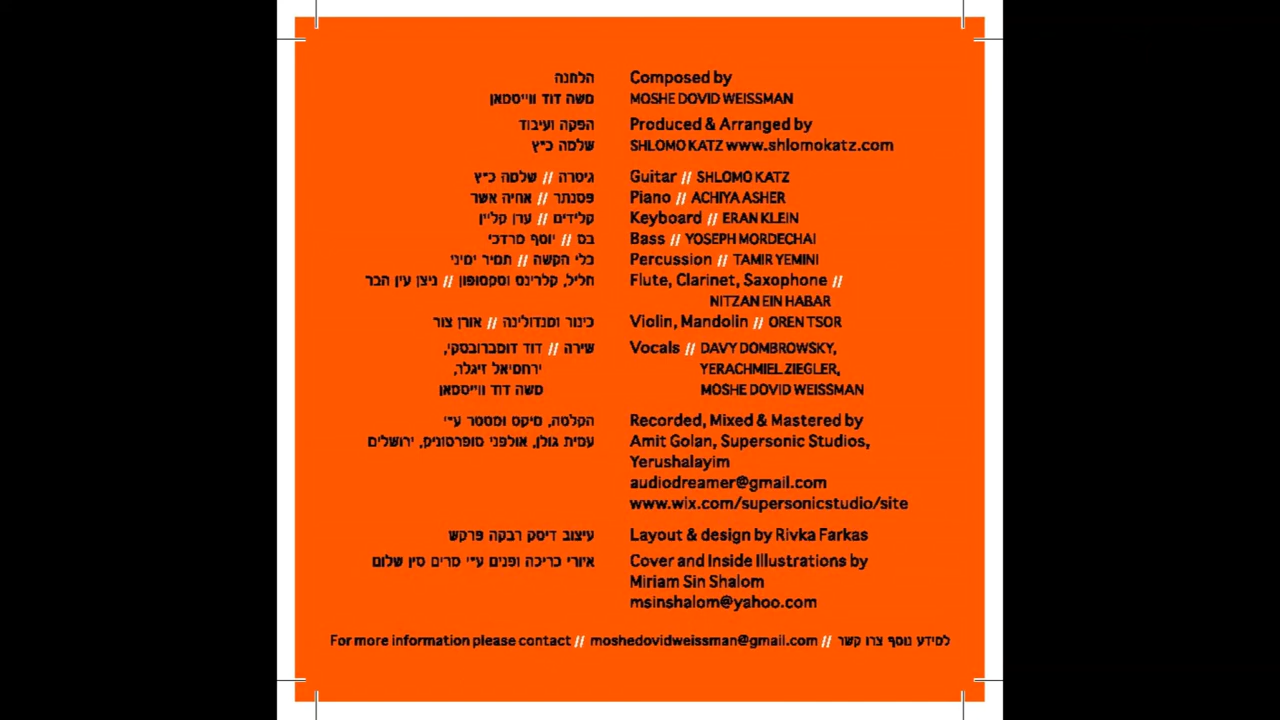 הלחנה
משה דוד ווייסמאן
הפקה ועיבוד
שלמה כ״ץ
גיטרה // שלמה כ״ץ
פסנתר // אחיה אשר
קלידים // ערן קליין
בס // יוסף מרדכי
כלי הקשה // תמיר ימיני
חליל, קלרינט וסקסופון // ניצן עין הבר
כינור ומנדולינה // אורן צור
שירה // דוד דומברובסקי,
ירחמיאל זיגלר,
משה דוד ווייסמאן
הקלטה, מיקס ומסטר ע״י
עמית גולן, אולפני סופרסוניק, ירושלים
עיצוב דיסק רבקה פרקש
איורי כריכה ופנים ע״י מרים סין שלום
Composed by
MOSHE DOVID WEISSMAN
Produced & Arranged by
SHLOMO KATZ www.shlomokatz.com
Guitar // SHLOMO KATZ
Piano // ACHIYA ASHER
Keyboard // ERAN KLEIN
Bass // YOSEPH MORDECHAI
Percussion // TAMIR YEMINI
Flute, Clarinet, Saxophone //
NITZAN EIN HABAR
Violin, Mandolin // OREN TSOR
Vocals // DAVY DOMBROWSKY,
YERACHMIEL ZIEGLER,
MOSHE DOVID WEISSMAN
Recorded, Mixed & Mastered by
Amit Golan, Supersonic Studios,
Yerushalayim
audiodreamer@gmail.com
www.wix.com/supersonicstudio/site
Layout & design by Rivka Farkas
Cover and Inside Illustrations by
Miriam Sin Shalom
msinshalom@yahoo.com
For more information please contact // moshedovidweissman@gmail.com // למידע נוסף צרו קשר